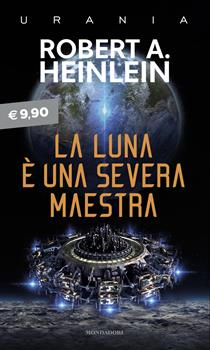 URANIA
ROBERT A.
HEINLEIN
€ 9,90
LA LUNA
È UNA SEVERA
MAESTRA
MONDADORI